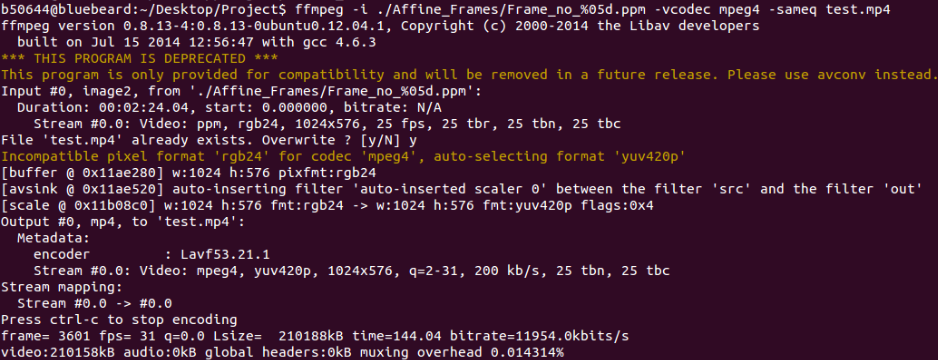 b50644@bluebeard:~/Desktop/Project$ ffmpeg -i ./Affine_Frames/Frame_no_%05d.ppm -vcodec mpeg4 -sameq test.mp4
ffmpeg version 0.8.13-4:0.8.13-0ubuntu0.12.04.1, Copyright (c) 2000-2014 the Libav developers
  built on Jul 15 2014 12:56:47 with gcc 4.6.3
*** THIS PROGRAM IS DEPRECATED ***
This program is only provided for compatibility and will be removed in a future release. Please use avconv instead.
Input #0, image2, from './Affine_Frames/Frame_no_%05d.ppm':
  Duration: 00:02:24.04, start: 0.000000, bitrate: N/A
    Stream #0.0: Video: ppm, rgb24, 1024x576, 25 fps, 25 tbr, 25 tbn, 25 tbc
File 'test.mp4' already exists. Overwrite ? [y/N] y
Incompatible pixel format 'rgb24' for codec 'mpeg4', auto-selecting format 'yuv420p'
[buffer @ 0x11ae280] w:1024 h:576 pixfmt:rgb24
[avsink @ 0x11ae520] auto-inserting filter 'auto-inserted scaler 0' between the filter 'src' and the filter 'out'
[scale @ 0x11b08c0] w:1024 h:576 fmt:rgb24 -> w:1024 h:576 fmt:yuv420p flags:0x4
Output #0, mp4, to 'test.mp4':
  Metadata:
    encoder         : Lavf53.21.1
    Stream #0.0: Video: mpeg4, yuv420p, 1024x576, q=2-31, 200 kb/s, 25 tbn, 25 tbc
Stream mapping:
  Stream #0.0 -> #0.0
Press ctrl-c to stop encoding
frame= 3601 fps= 31 q=0.0 Lsize=  210188kB time=144.04 bitrate=11954.0kbits/s
video:210158kB audio:0kB global headers:0kB muxing overhead 0.014314%